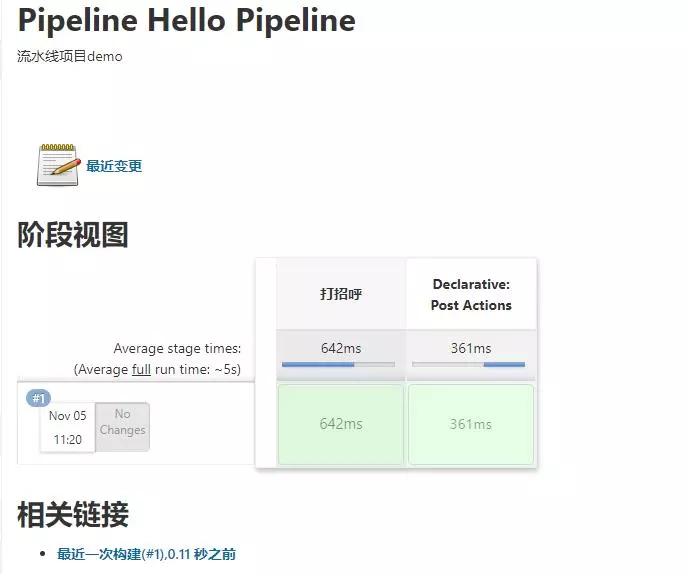 Pipeline Hello Pipeline
流水线项目demo
最近变更
阶段视图
打招呼
Declarative:
Post Actions
Average stage times:
642ms
361ms
(Average full run time: ~5s)
#1
Nov 05
11:20
No
Changes
642ms
361ms
相关链接
最近一次构建(#1),0.11 秒之前